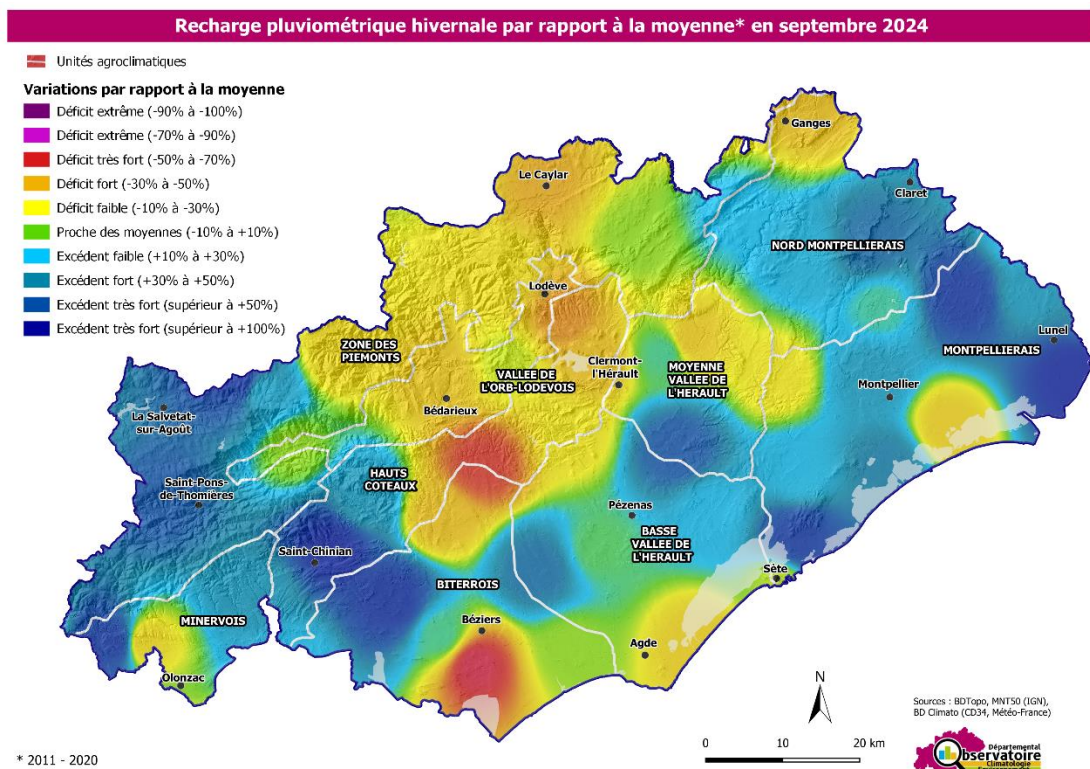 Recharge pluviométrique hivernale par rapport à la moyenne* en septembre 2024
Unités agroclimatiques
Variations par rapport à la moyenne
Déficit extrême (-90% à -100%)
Déficit extrême (-70% à -90%)
Déficit très fort (-50% à -70%)
Déficit fort (-30% à -50%)
Déficit faible (-10% à -30%)
Proche des moyennes (-10% à +10%)
Excédent faible (+10% à +30%)
Excédent fort (+30% à +50%)
Excédent très fort (supérieur à +50%)
Excédent très fort (supérieur à +100%)
Ganges
Le Caylar
Claret
NORD MONTPELLIERAIS
Lodève
Lunel
ZONE DES
PIEMONTS
MONTPELLIERAIS
Clermont-
l'Hérault
MOYENNE
VALLEE DE
L'HERAULT
VALLEE DE
L'ORB-LODEVOIS
Montpellier
Bédarieux
La Salvetat-
sur-Agoût
HAUTS
COTEAUX
Saint-Pons-
de-Thomières
Pézenas
BASSE
VALLEE DE
L'HERAULT
Saint-Chinian
Sète
BITERROIS
MINERVOIS
Béziers
Agde
Olonzac
N
0 10 20 km
Sources : BDTopo, MNT50 (IGN),
BD Climato (CD34, Météo-France)
Départemental
Observatoire
Climatologie
* 2011 - 2020